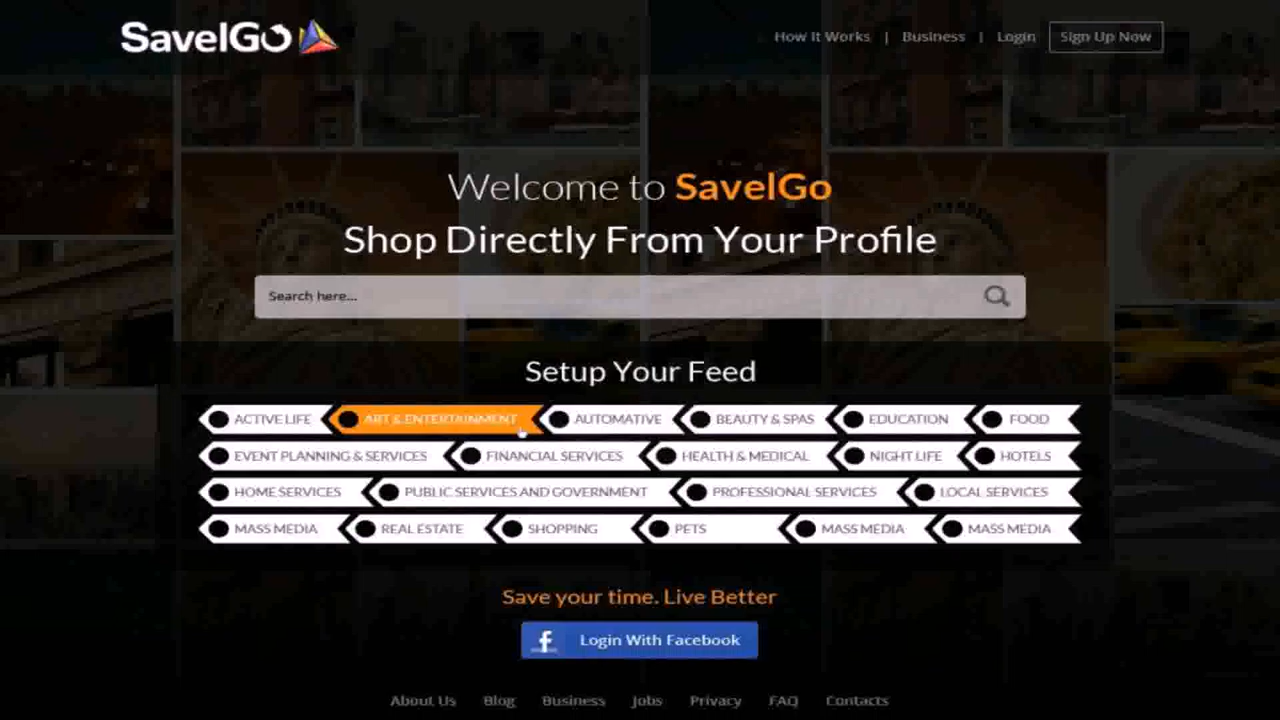 SavelGo
How It Works | Business | Login Sign Up Now
Welcome to SavelGo
Shop Directly From Your Profile
Search here...
Setup Your Feed
ACTIVE LIFE ART & ENTERTAINMENT AUTOMATIVE BEAUTY & SPAS EDUCATION FOOD
EVENT PLANNING & SERVICES FINANCIAL SERVICES HEALTH & MEDICAL NIGHT LIFE HOTELS
HOME SERVICES PUBLIC SERVICES AND GOVERNMENT PROFESSIONAL SERVICES LOCAL SERVICES
MASS MEDIA REAL ESTATE SHOPPING PETS MASS MEDIA MASS MEDIA
Save your time. Live Better
f Login With Facebook
About Us Blog Business Jobs Privacy FAQ Contacts